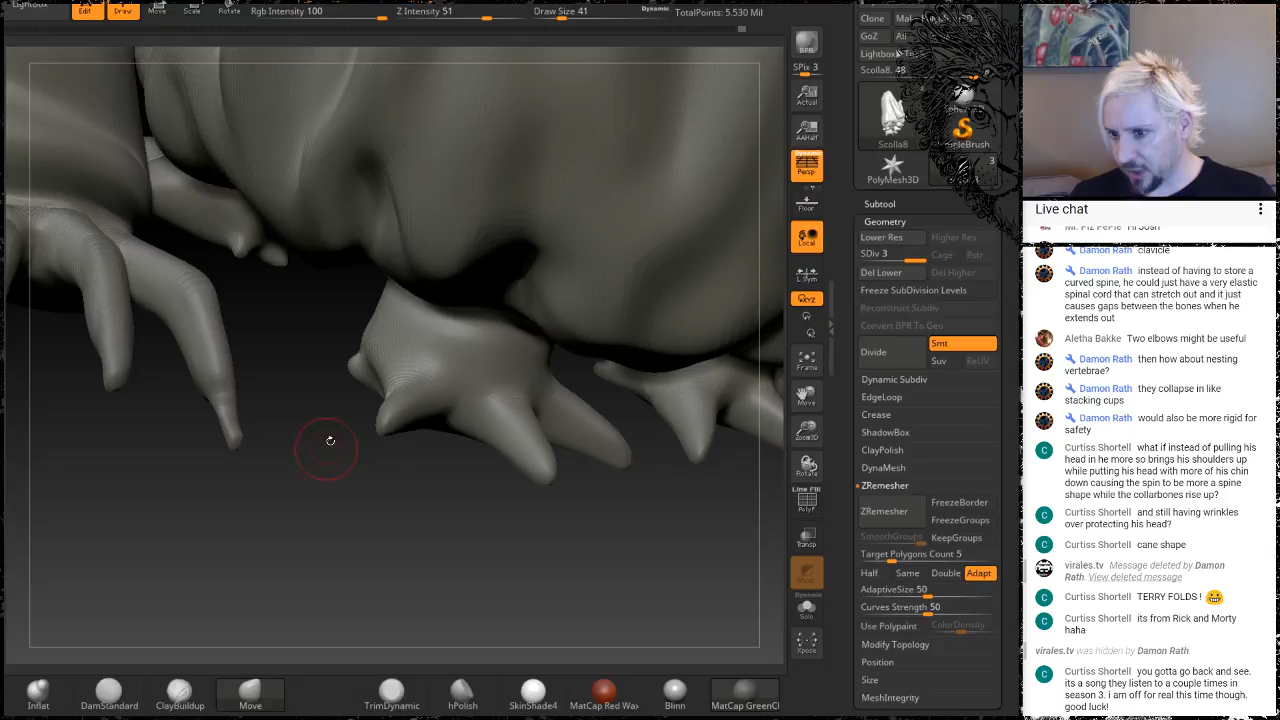 Lightbox
Edit
Draw
Move
Scale
Rotate
Rgb Intensity 100
Z Intensity 51
Draw Size 41
Dynamic
TotalPoints: 5.530 Mil
BPR
SPix 3
Actual
AAHalf
Dynamic
Persp
Floor
Local
L.Sym
XYZ
Frame
Move
Zoom3D
Rotate
Line Fill
PolyF
Transp
Dynamic
Solo
Xpose
Clone
GoZ
Lightbox
Scolla8. 48
Scolla8
PolyMesh3D
3
Subtool
Geometry
Lower Res
Higher Res
SDiv 3
Cage
Rstr
Del Lower
Del Higher
Freeze SubDivision Levels
Reconstruct Subdiv
Convert BPR To Geo
Divide
Smt
Suv
ReUV
Dynamic Subdiv
EdgeLoop
Crease
ShadowBox
ClayPolish
DynaMesh
ZRemesher
ZRemesher
FreezeBorder
FreezeGroups
SmoothGroups
KeepGroups
Target Polygons Count 5
Half
Same
Double
Adapt
AdaptiveSize 50
Curves Strength 50
Use Polypaint
ColorDensity
Modify Topology
Position
Size
MeshIntegrity
Inflat
DamStandard
ClayBuildup
Move
TrimDynamic
hPolish
SkinShade4
MatCap Red Wax
Blinn
MatCap GreenCl
Live chat
Damon Rath clavicle
Damon Rath instead of having to store a
curved spine, he could just have a very elastic
spinal cord that can stretch out and it just
causes gaps between the bones when he
extends out
Aletha Bakke Two elbows might be useful
Damon Rath then how about nesting
vertebrae?
Damon Rath they collapse in like
stacking cups
Damon Rath would also be more rigid for
safety
Curtiss Shortell what if instead of pulling his
head in he more so brings his shoulders up
while putting his head with more of his chin
down causing the spin to be more a spine
shape while the collarbones rise up?
Curtiss Shortell and still having wrinkles
over protecting his head?
Curtiss Shortell cane shape
virales.tv Message deleted by Damon
Rath. View deleted message
Curtiss Shortell TERRY FOLDS !
Curtiss Shortell its from Rick and Morty
haha
virales.tv was hidden by Damon Rath.
Curtiss Shortell you gotta go back and see.
its a song they listen to a couple times in
season 3. i am off for real this time though.
good luck!